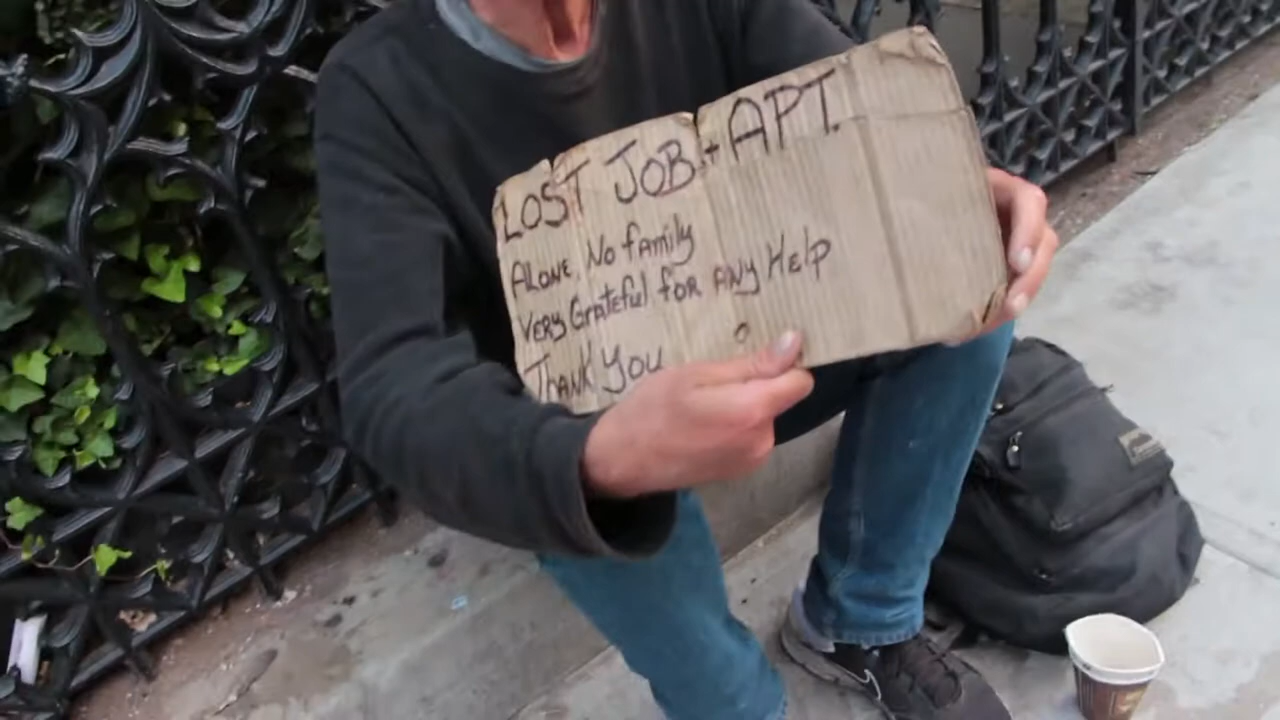 LOST JOB + APT.
ALONE, No family
VERY Grateful foR ANY Help
THANK You